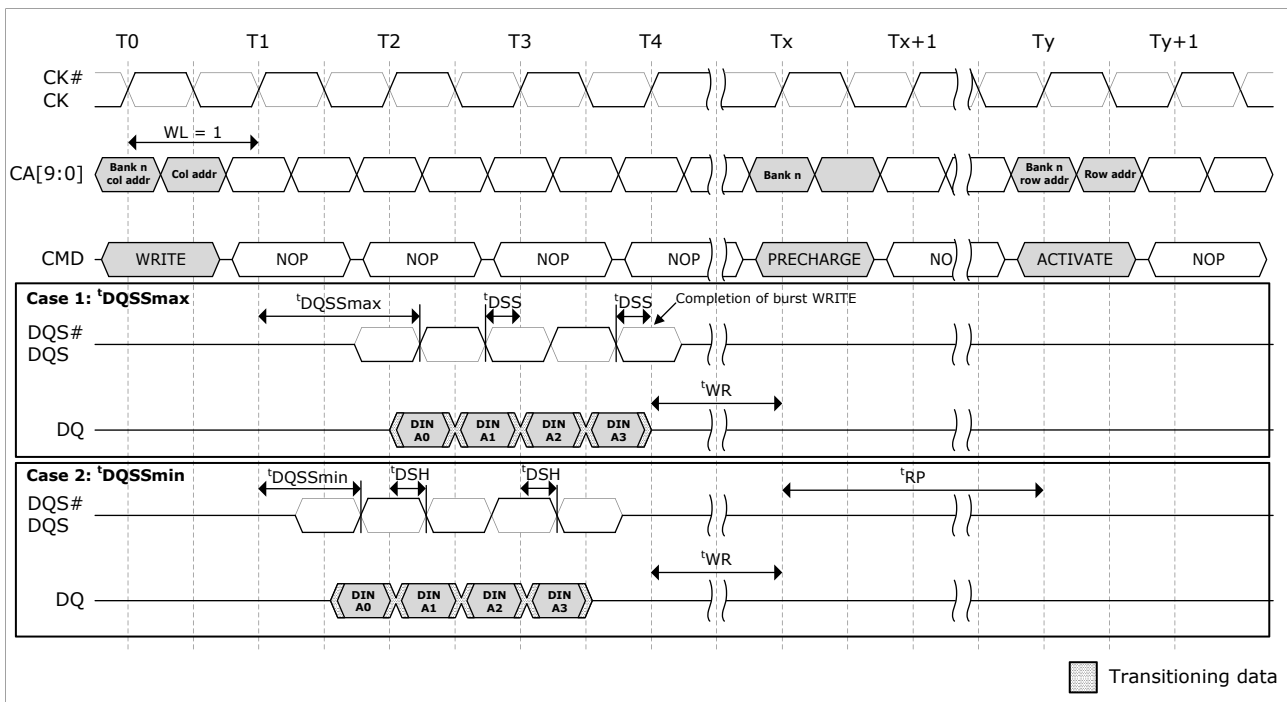 T0 T1 T2 T3 T4 Tx Tx+1 Ty Ty+1
CK#
CK
WL = 1
CA[9:0]
Bank n
col addr
Col addr
Bank n
Bank n
row addr
Row addr
CMD WRITE NOP NOP NOP NOP PRECHARGE NO ACTIVATE NOP
Case 1: tDQSSmax
tDQSSmax tDSS tDSS Completion of burst WRITE
DQS#
DQS
tWR
DQ
DIN
A0
DIN
A1
DIN
A2
DIN
A3
Case 2: tDQSSmin
tDQSSmin tDSH tDSH tRP
DQS#
DQS
tWR
DQ
DIN
A0
DIN
A1
DIN
A2
DIN
A3
Transitioning data